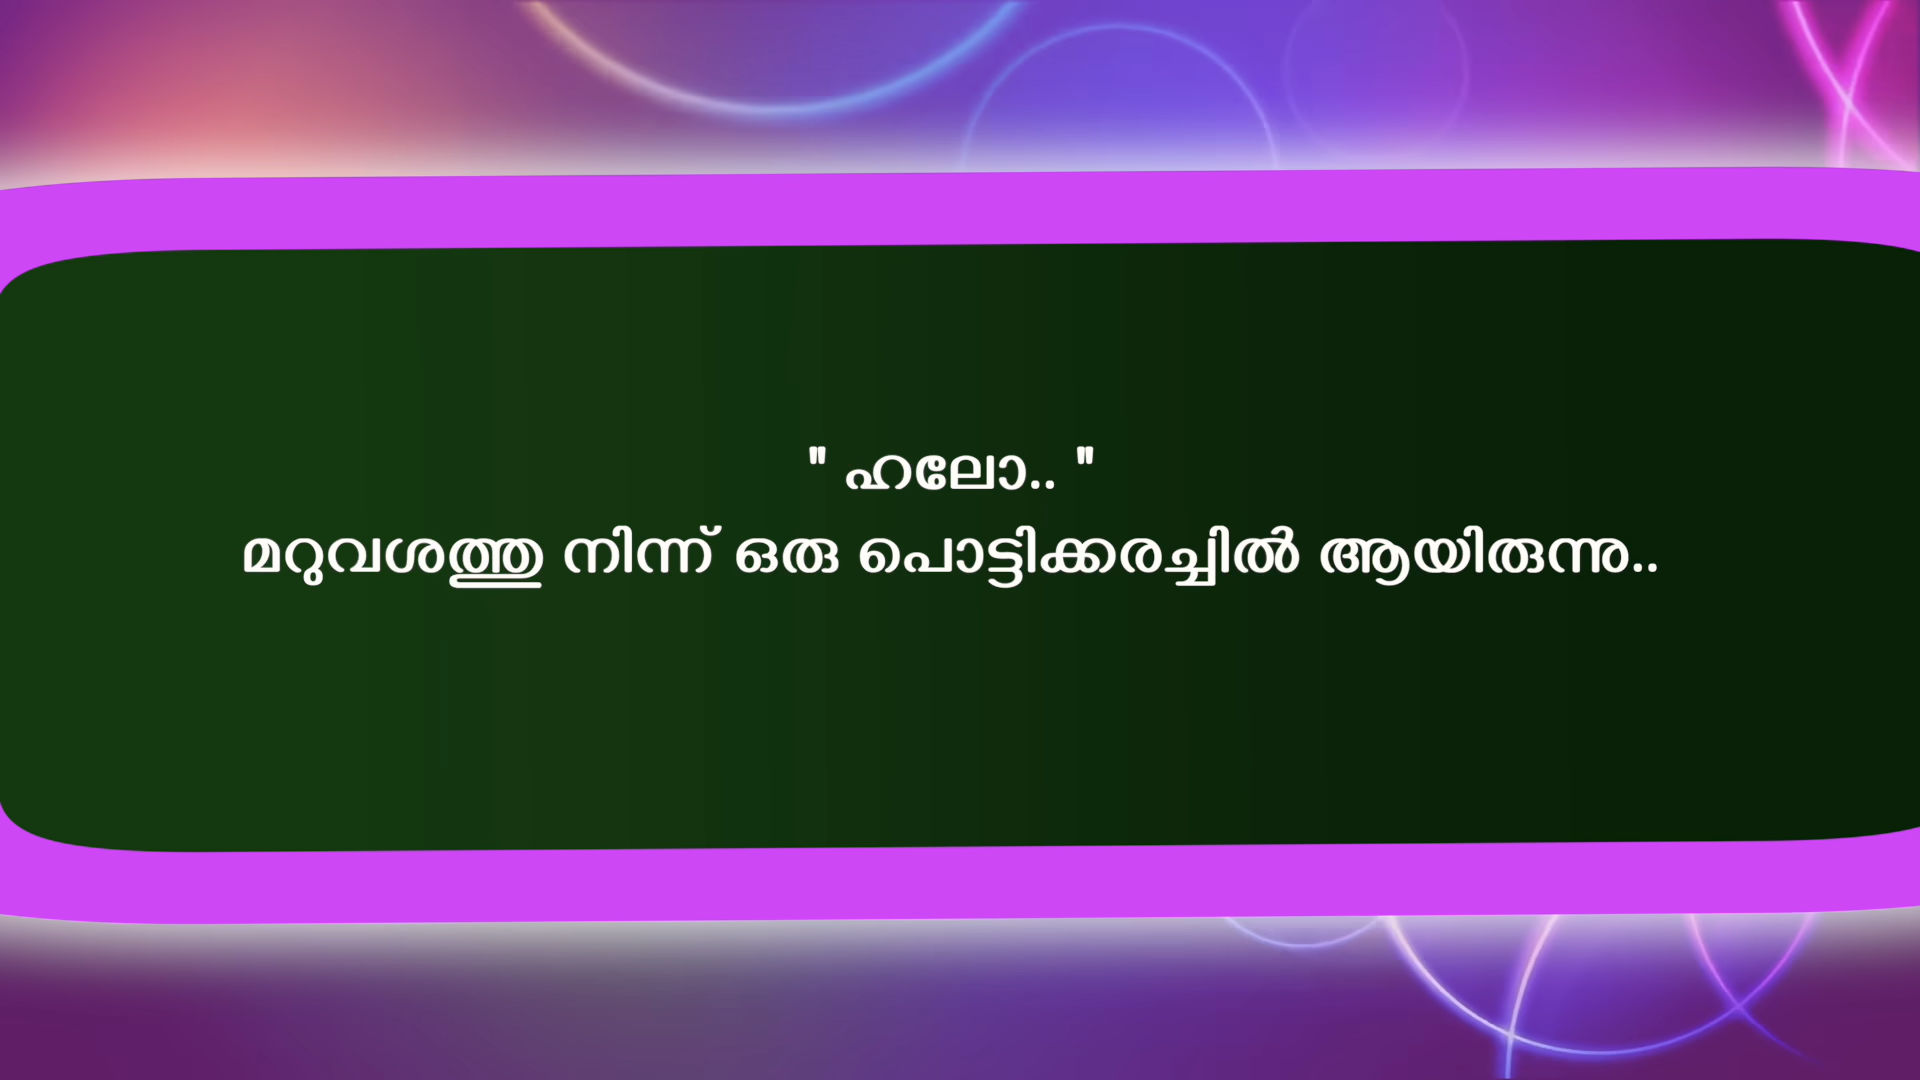 " ഹലോ.. "
മറുവശത്തു നിന്ന് ഒരു പൊട്ടിക്കരച്ചിൽ ആയിരുന്നു..